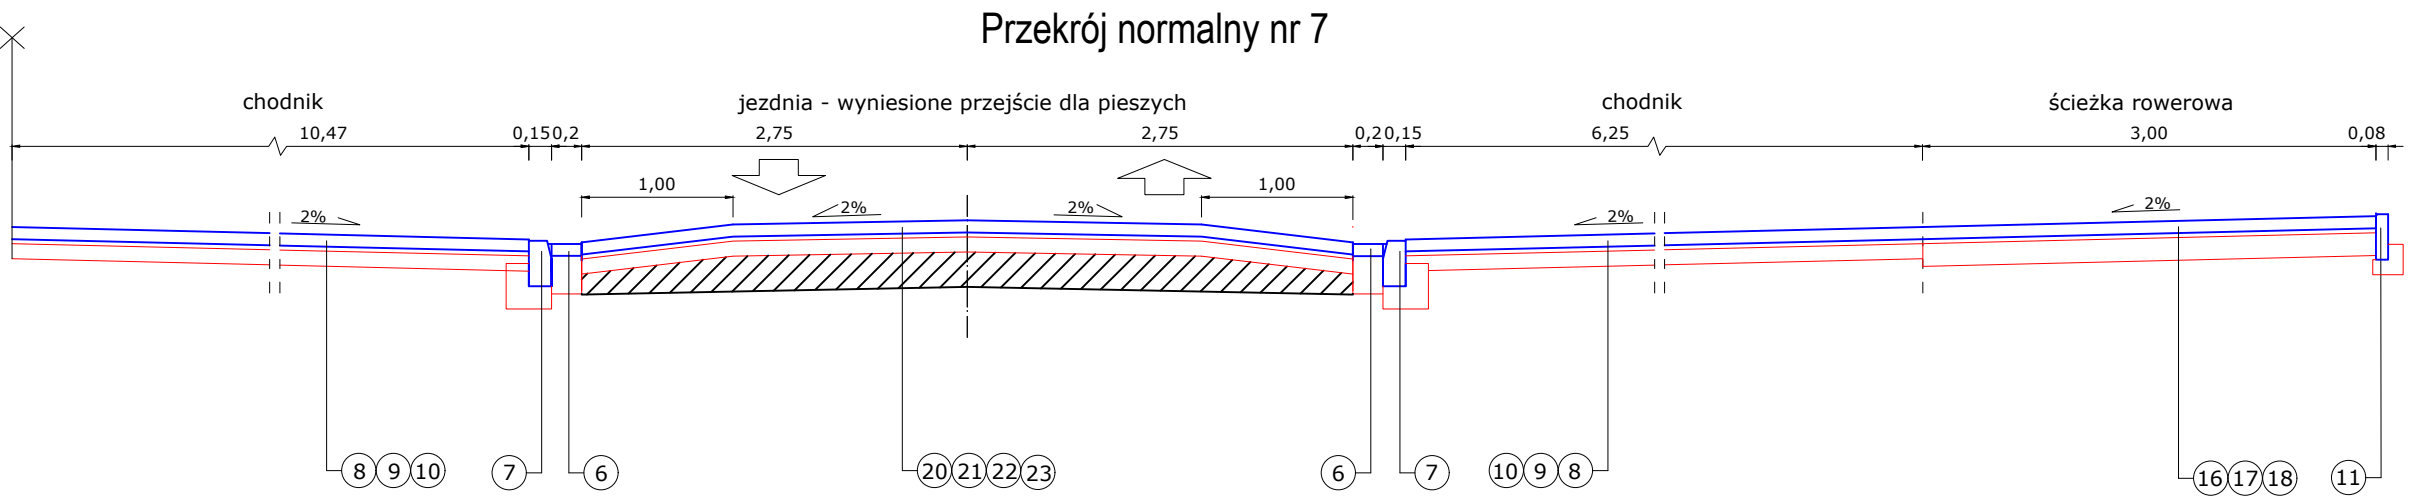 Przekrój normalny nr 7
chodnik jezdnia - wyniesione przejście dla pieszych chodnik ścieżka rowerowa
10,47 0,15 0,2 2,75 2,75 0,2 0,15 6,25 3,00 0,08
1,00 1,00
2% 2% 2% 2% 2%
8 9 10 7 6 20 21 22 23 6 7 10 9 8 16 17 18 11